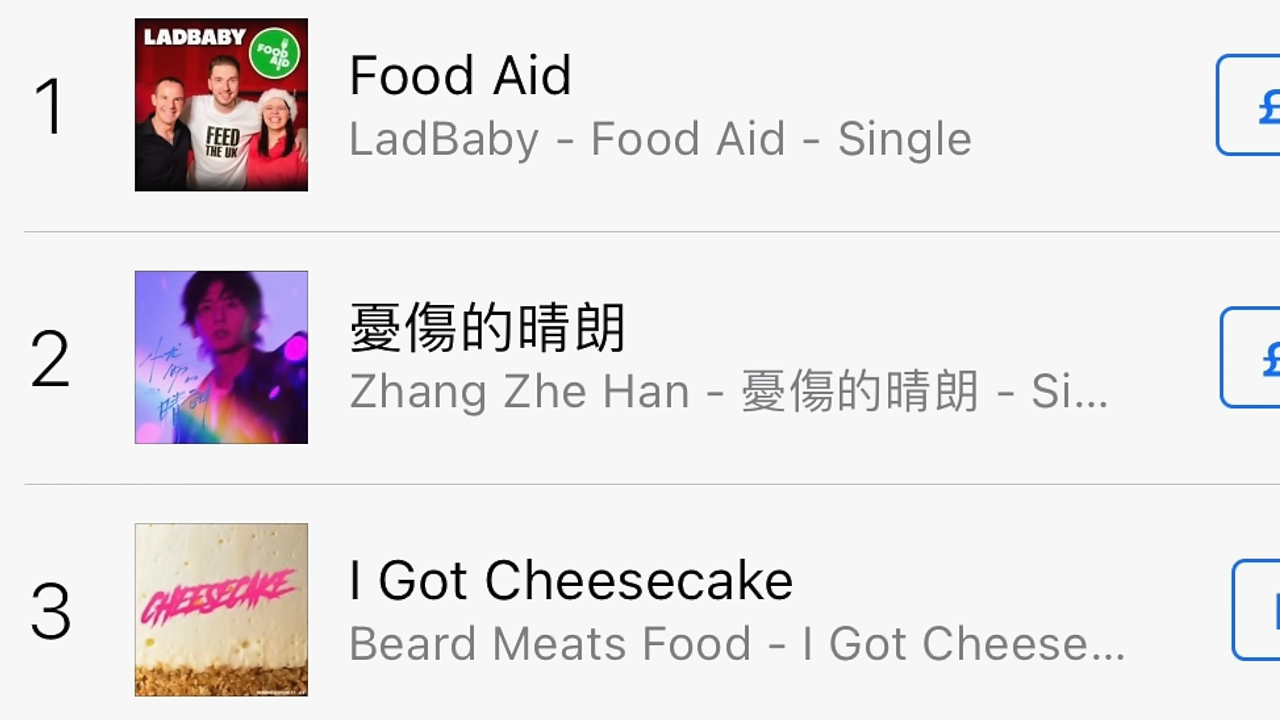 1
LADBABY
FOOD
AID
FEED
THE UK
Food Aid
LadBaby - Food Aid - Single
£
2
憂傷的晴朗
Zhang Zhe Han - 憂傷的晴朗 - Si...
£
3
CHEESECAKE
I Got Cheesecake
Beard Meats Food - I Got Cheese...